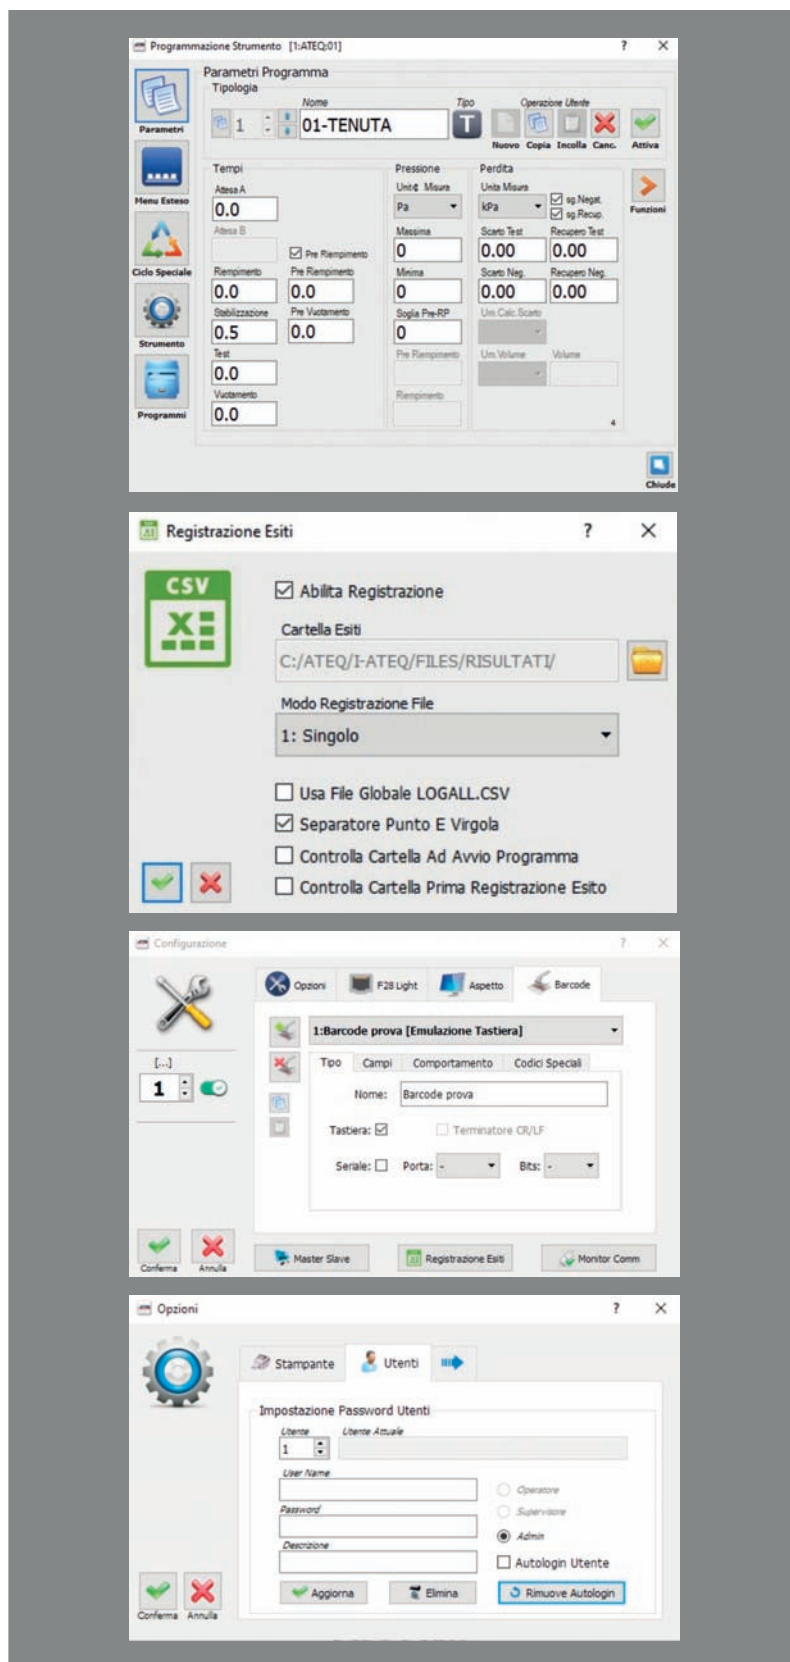 Programmazione Strumento [1:ATEQ:01] ? X
Parametri Programma
Tipologia
Nome Tipo Operazione Utente
1 01-TENUTA T
Nuovo Copia Incolla Canc. Attiva
Parametri
Tempi Pressione Perdita
Attesa A Unit¢ Misura Unita Misura
0.0 Pa kPa sg.Negat.
sg.Recup.
Menu Esteso Funzioni
Attesa B Massima Scarto Test Recupero Test
Pre Riempimento 0 0.00 0.00
Ciclo Speciale
Riempimento Pre Riempimento Minima Scarto Neg. Recupero Neg.
0.0 0.0 0 0.00 0.00
Stabilizzazione Pre Vuotamento Soglia Pre-RP Um.Calc.Scarto
0.5 0.0 0
Strumento
Test Pre Riempimento Um.Volume Volume
0.0
Vuotamento Riempimento
0.0
Programmi
4
Chiude
Registrazione Esiti ? X
CSV
X
Abilita Registrazione
Cartella Esiti
C:/ATEQ/I-ATEQ/FILES/RISULTATI/
Modo Registrazione File
1: Singolo
Usa File Globale LOGALL.CSV
Separatore Punto E Virgola
Controlla Cartella Ad Avvio Programma
Controlla Cartella Prima Registrazione Esito
Configurazione ? X
Opzioni F28 Light Aspetto Barcode
1:Barcode prova [Emulazione Tastiera]
[...]
1
Tipo Campi Comportamento Codici Speciali
Nome: Barcode prova
Tastiera: Terminatore CR/LF
Seriale: Porta: - Bits: -
Conferma Annulla
Master Slave Registrazione Esiti Monitor Comm
Opzioni ? X
Stampante Utenti
Impostazione Password Utenti
Utente Utente Attuale
1
User Name
Operatore
Password
Supervisore
Admin
Descrizione
Autologin Utente
Aggiorna Elimina Rimuove Autologin
Conferma Annulla